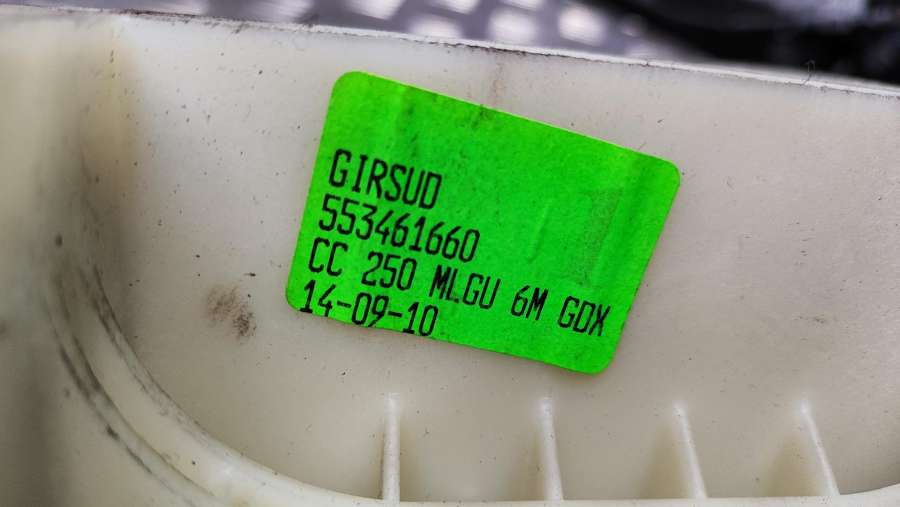 GIRSUD
553461660
CC 250 MLGU 6M GDX
14-09-10